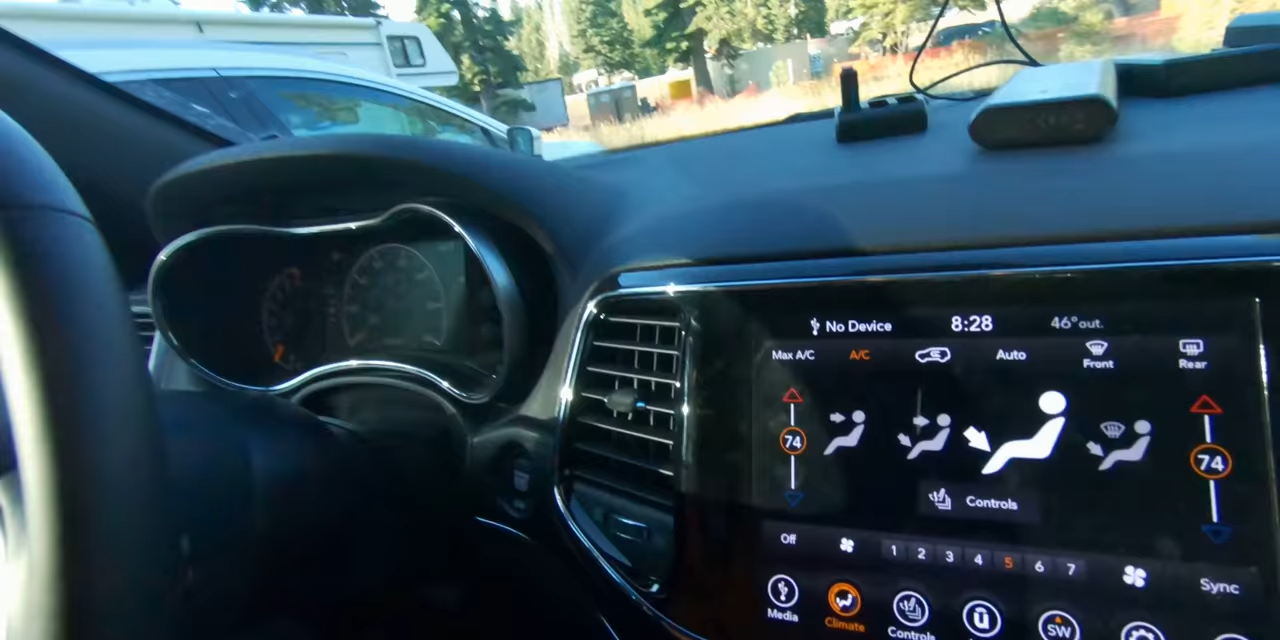 No Device 8:28 46°out.
Max A/C A/C Auto Front Rear
74 74
Controls
Off 1 2 3 4 5 6 7 Sync
Media Climate Controls SW